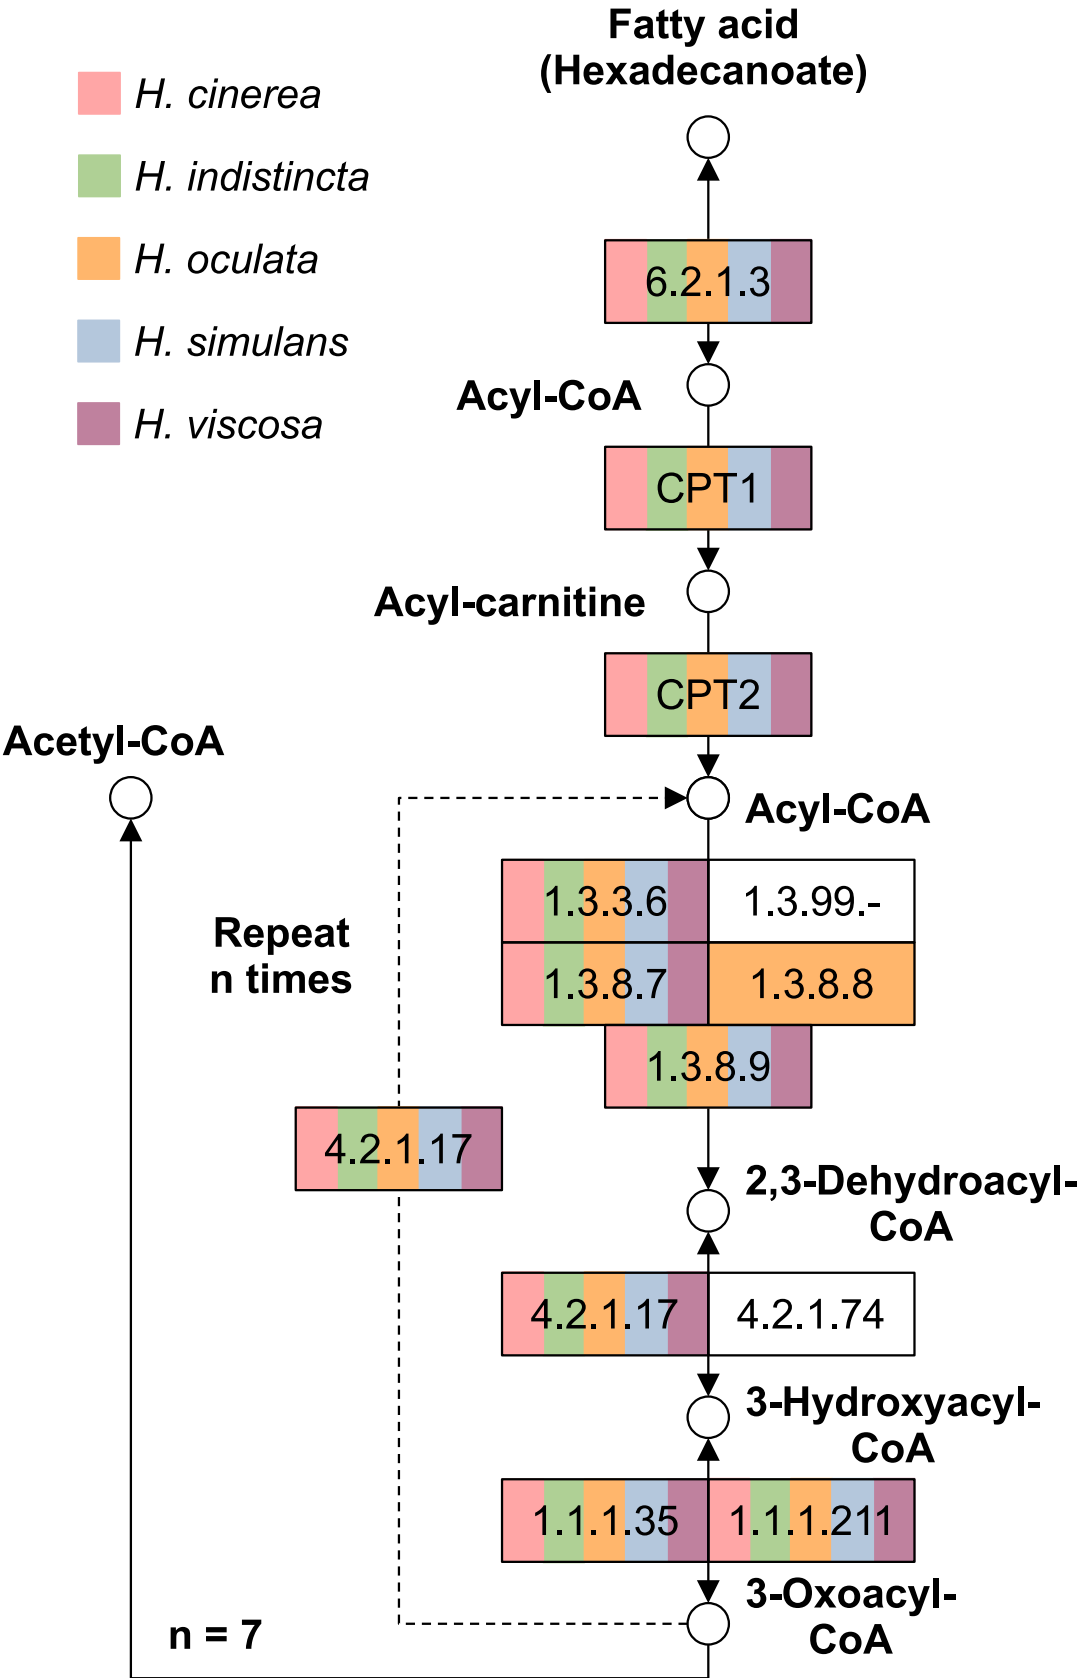 Fatty acid
(Hexadecanoate)
H. cinerea
H. indistincta
H. oculata
H. simulans
H. viscosa
6.2.1.3
Acyl-CoA
CPT1
Acyl-carnitine
CPT2
Acetyl-CoA
Acyl-CoA
1.3.3.6 1.3.99.-
Repeat
n times
1.3.8.7 1.3.8.8
1.3.8.9
4.2.1.17
2,3-Dehydroacyl-
CoA
4.2.1.17 4.2.1.74
3-Hydroxyacyl-
CoA
1.1.1.35 1.1.1.211
3-Oxoacyl-
CoA
n = 7